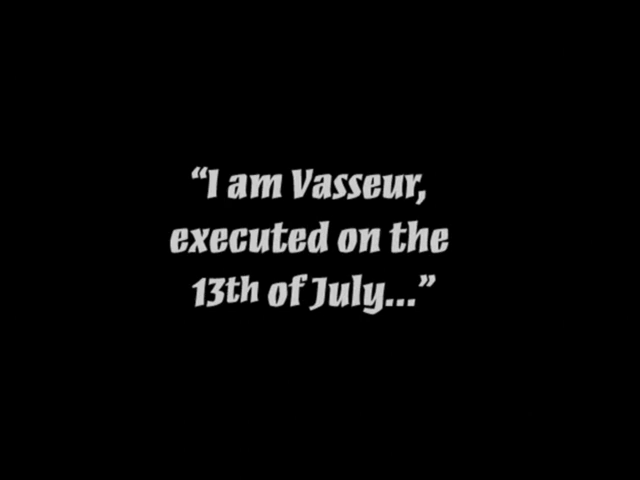 “I am Vasseur,
executed on the
13th of July...”